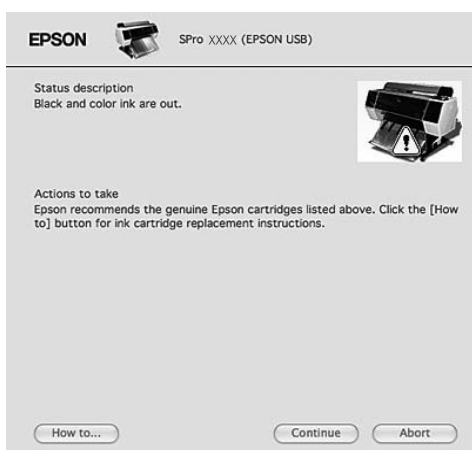 EPSON
SPro XXXX (EPSON USB)
Status description
Black and color ink are out.
Actions to take
Epson recommends the genuine Epson cartridges listed above. Click the [How
to] button for ink cartridge replacement instructions.
How to...
Continue
Abort